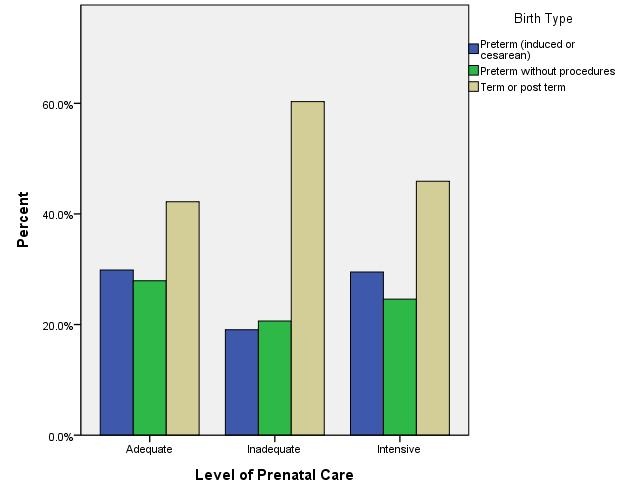 Birth Type
Preterm (induced or
cesarean)
Preterm without procedures
Term or post term
Percent
60.0%
40.0%
20.0%
0.0%
Adequate
Inadequate
Intensive
Level of Prenatal Care